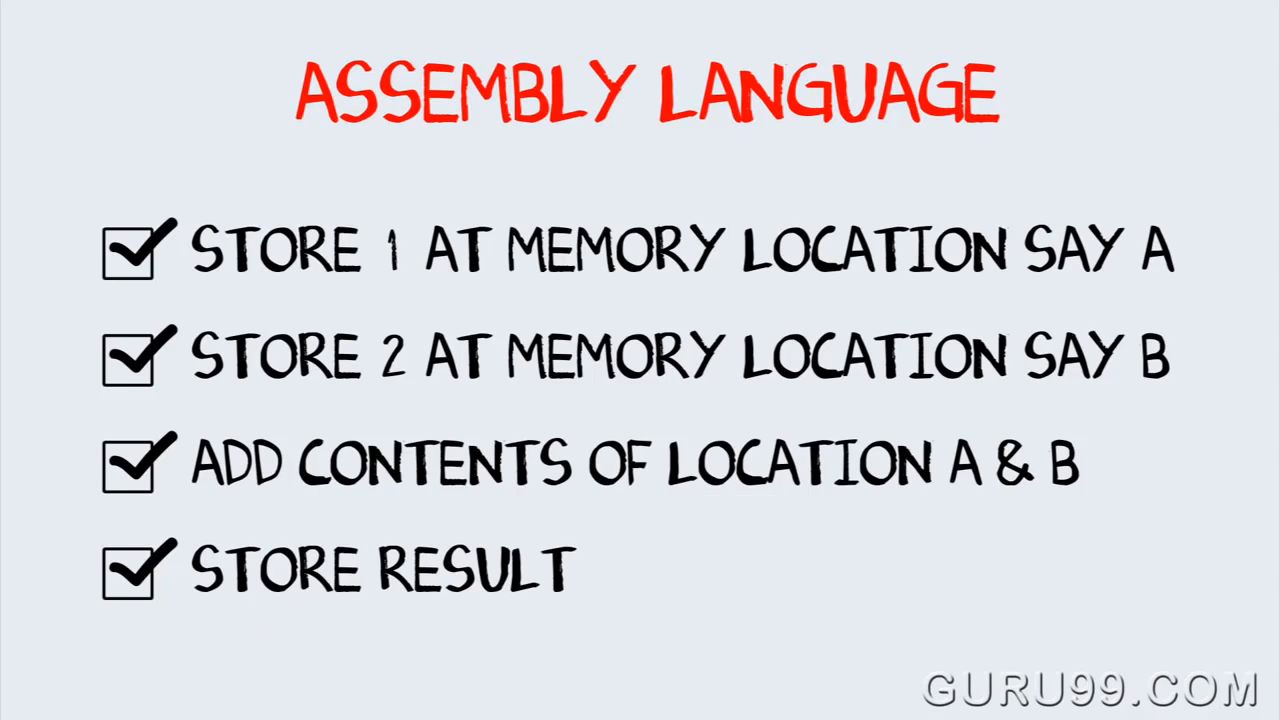 ASSEMBLY LANGUAGE
STORE 1 AT MEMORY LOCATION SAY A
STORE 2 AT MEMORY LOCATION SAY B
ADD CONTENTS OF LOCATION A & B
STORE RESULT
GURU99.COM